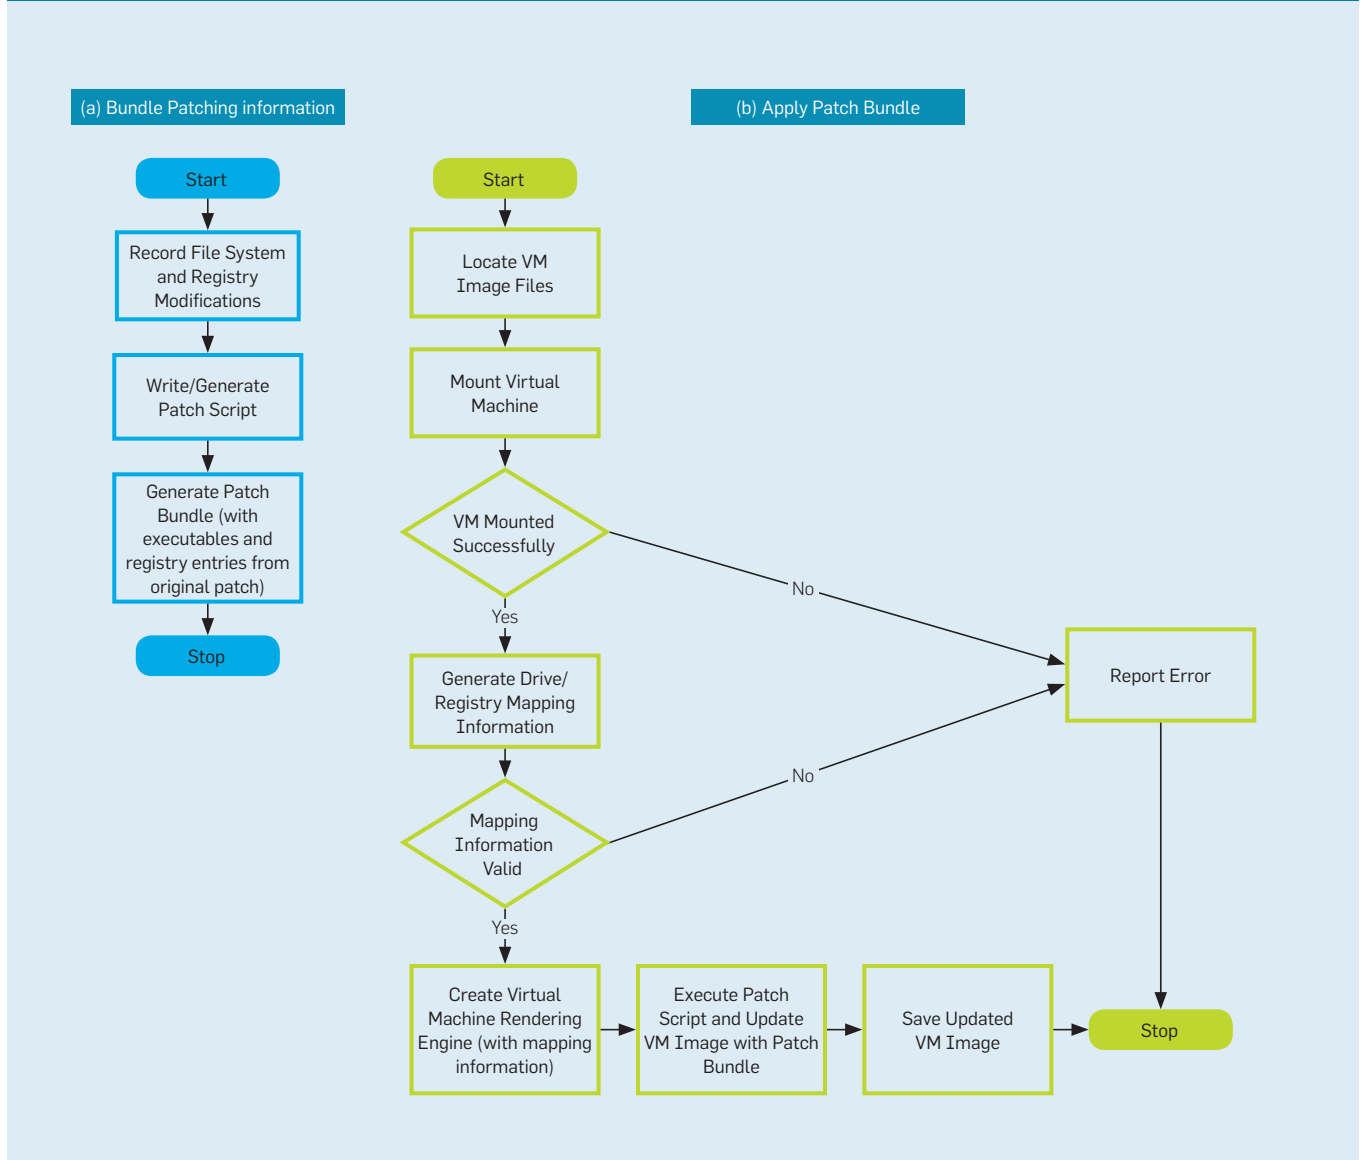 (a) Bundle Patching information
Start
Record File System
and Registry
Modifications
Write/Generate
Patch Script
Generate Patch
Bundle (with
executables and
registry entries from
original patch)
Stop
(b) Apply Patch Bundle
Start
Locate VM
Image Files
Mount Virtual
Machine
VM Mounted
Successfully
No
Yes
Generate Drive/
Registry Mapping
Information
Mapping
Information
Valid
No
Yes
Report Error
Create Virtual
Machine Rendering
Engine (with mapping
information)
Execute Patch
Script and Update
VM Image with Patch
Bundle
Save Updated
VM Image
Stop